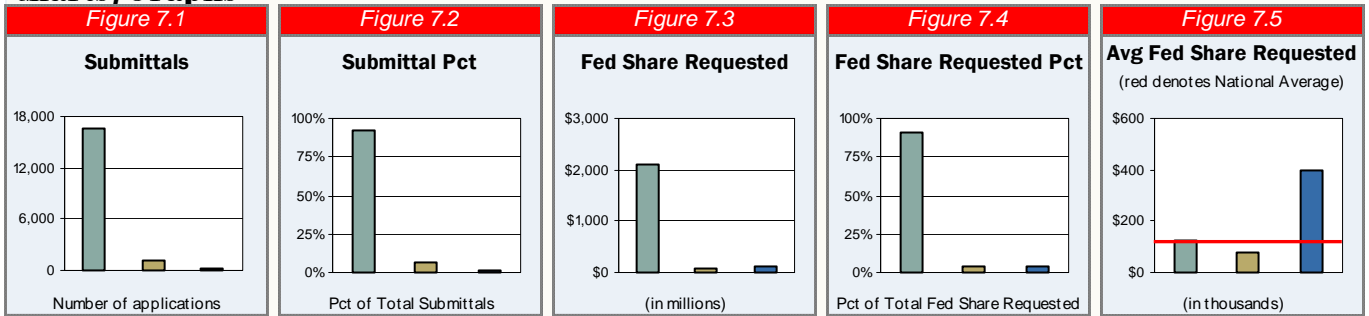 Figure 7.1
Submittals
18,000
12,000
6,000
0
Number of applications
Figure 7.2
Submittal Pct
100%
75%
50%
25%
0%
Pct of Total Submittals
Figure 7.3
Fed Share Requested
$3,000
$2,000
$1,000
$0
(in millions)
Figure 7.4
Fed Share Requested Pct
100%
75%
50%
25%
0%
Pct of Total Fed Share Requested
Figure 7.5
Avg Fed Share Requested
(red denotes National Average)
$600
$400
$200
$0
(in thousands)